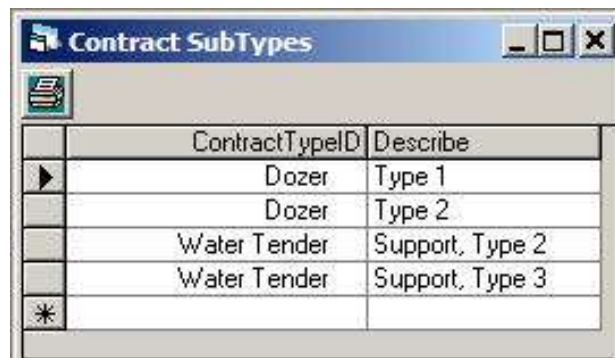 Contract SubTypes
ContractTypeID Describe
Dozer Type 1
Dozer Type 2
Water Tender Support, Type 2
Water Tender Support, Type 3